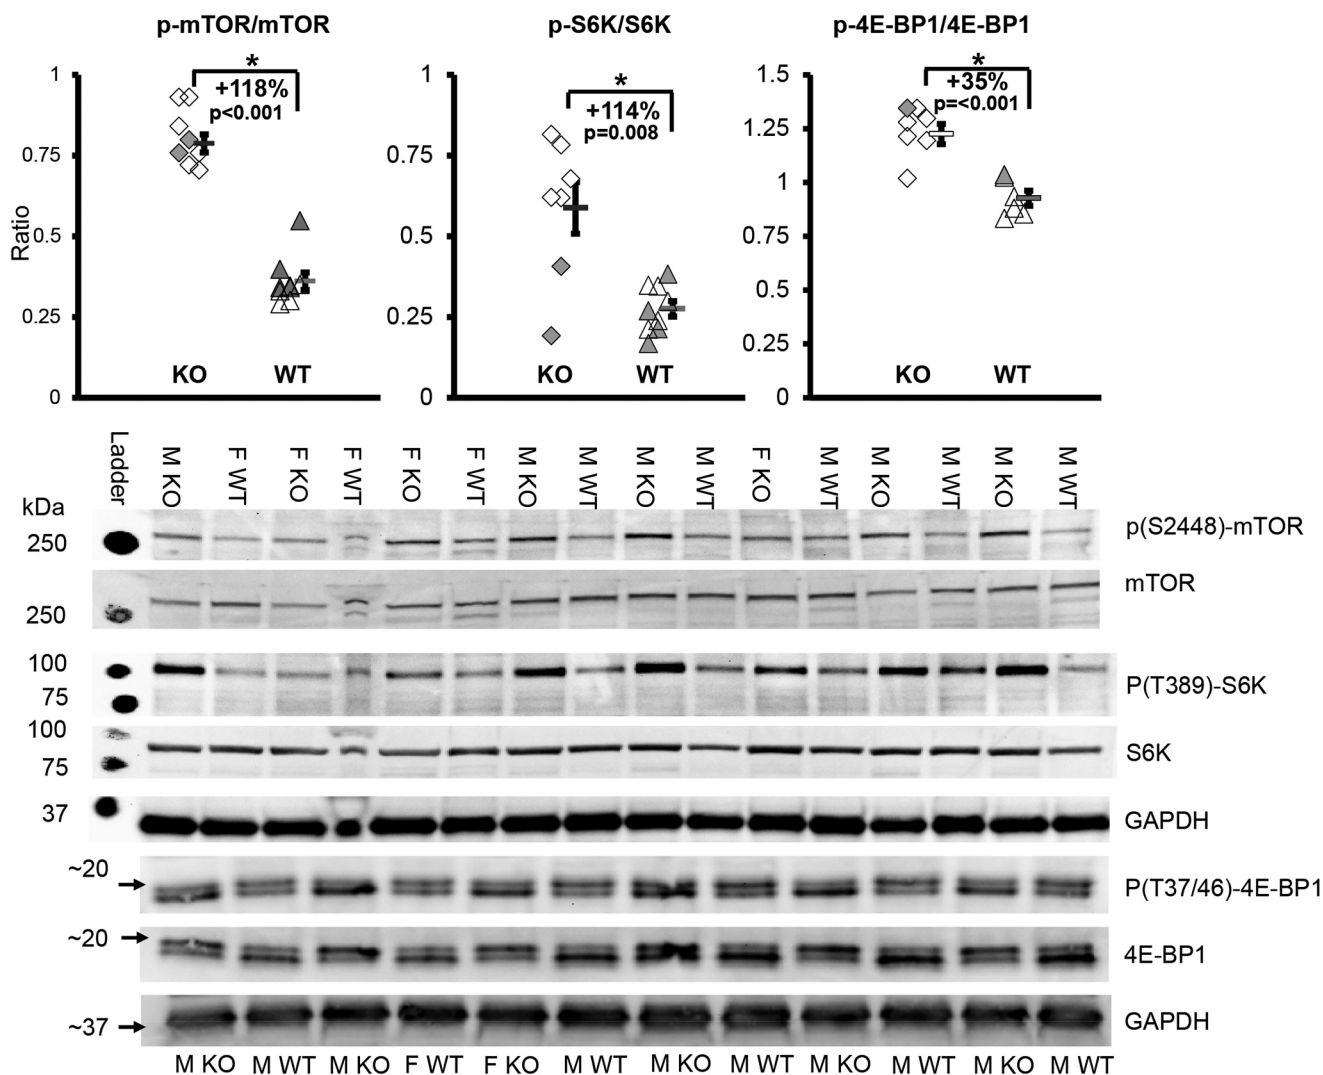 p-mTOR/mTOR
p-S6K/S6K
p-4E-BP1/4E-BP1
Ratio
1
0.75
0.5
0.25
0
*
+118%
p<0.001
KO WT
1
0.75
0.5
0.25
0
*
+114%
p=0.008
KO WT
1.5
1.25
1
0.75
0.5
0.25
0
*
+35%
p=<0.001
KO WT
Ladder M KO F WT F KO F WT F KO F WT M KO M WT M KO M WT F KO M WT M KO M WT M KO M WT
kDa
250
p(S2448)-mTOR
mTOR
250
100
75
P(T389)-S6K
100
75
S6K
37
GAPDH
~20
P(T37/46)-4E-BP1
~20
4E-BP1
~37
GAPDH
M KO M WT M KO F WT F KO M WT M KO M WT M KO M WT M KO M WT